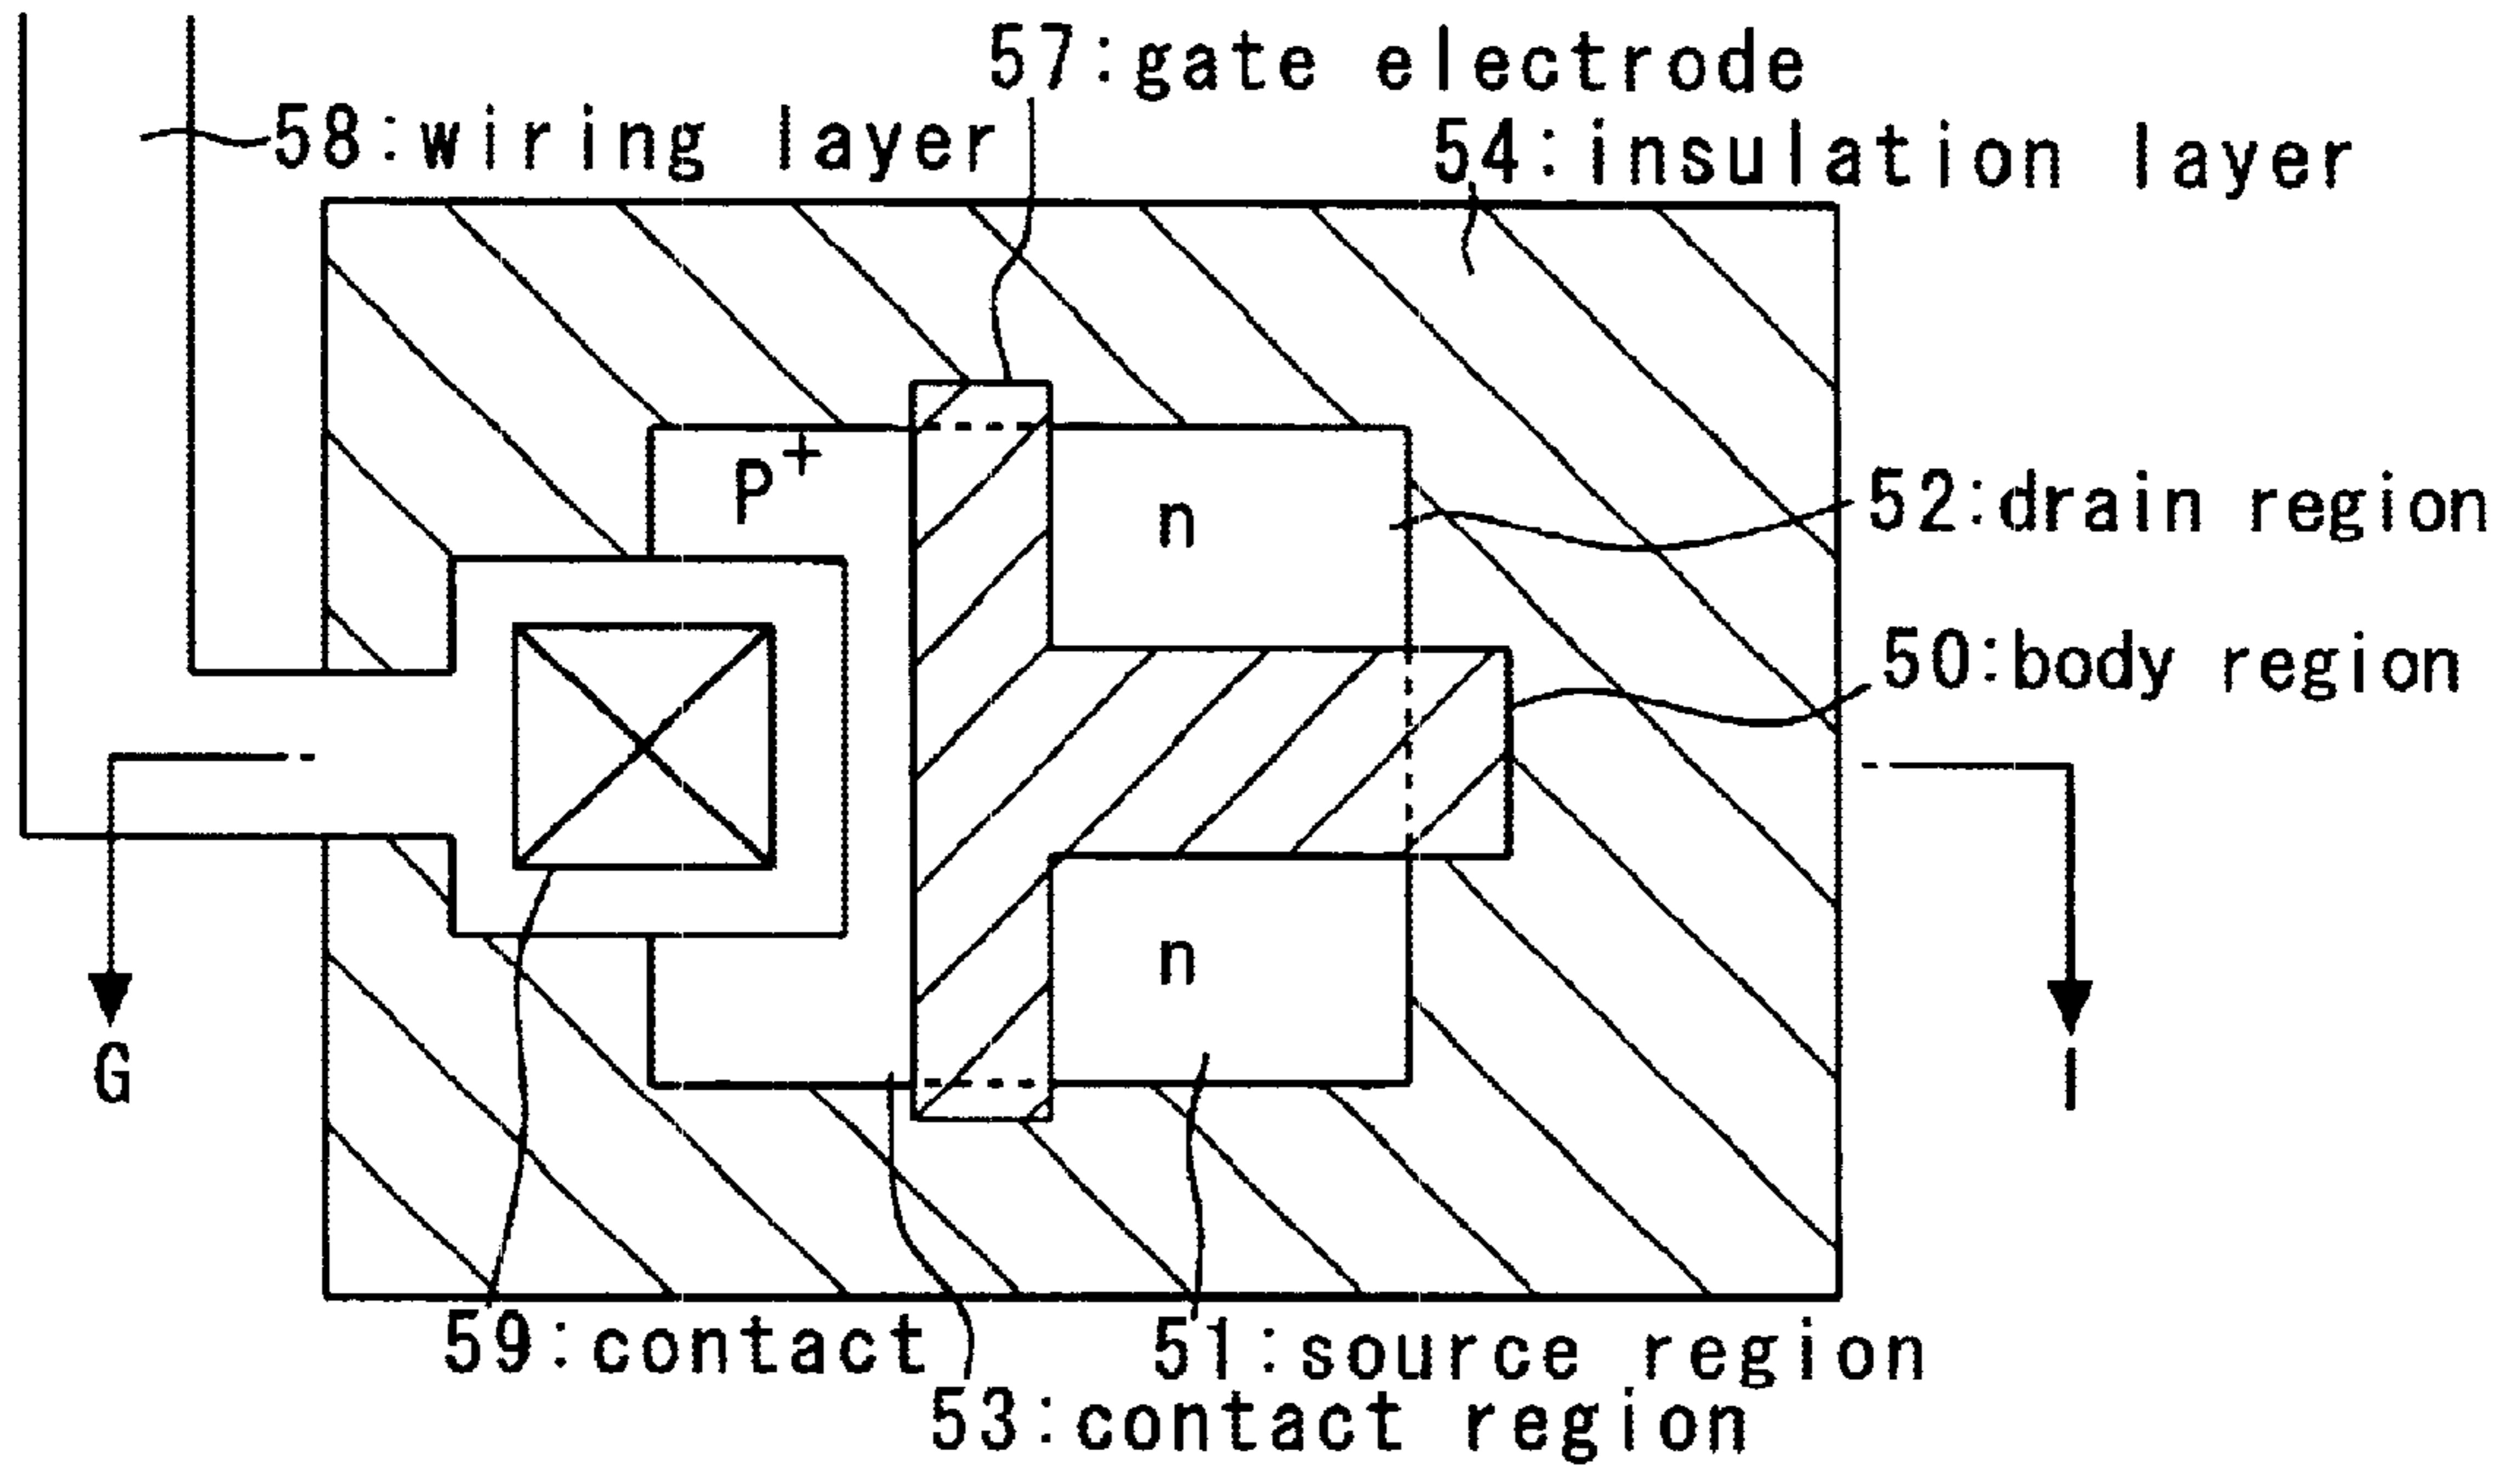 57:gate electrode
58:wiring layer
54:insulation layer
P+
n
52:drain region
50:body region
n
G
I
59:contact
51:source region
53:contact region